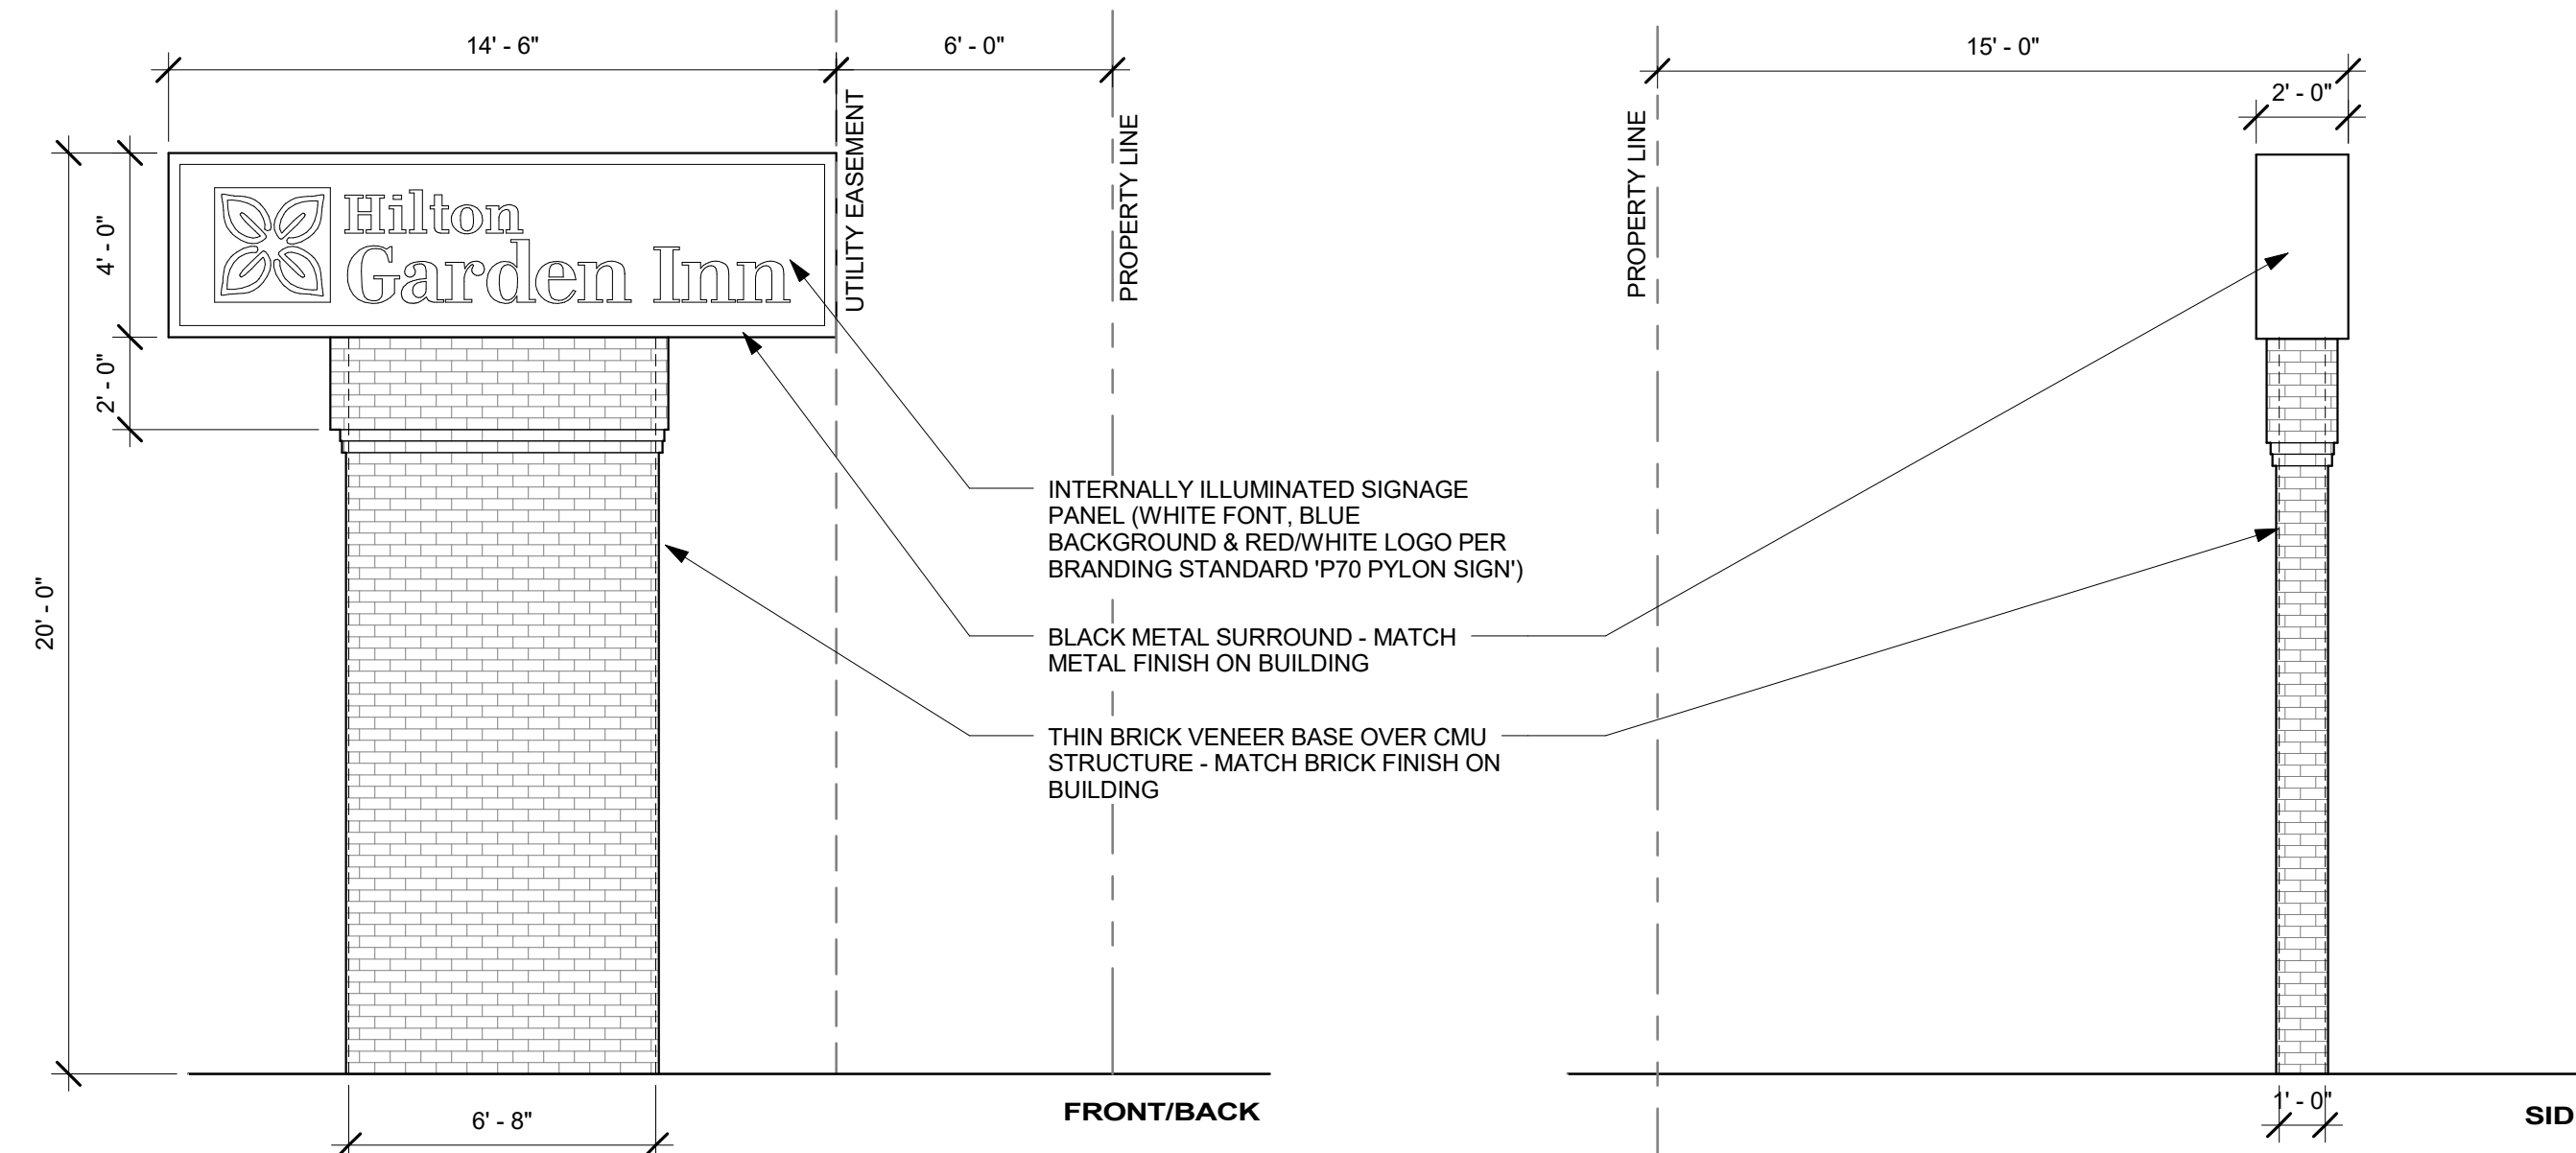 14' - 6"
6' - 0"
15' - 0"
2' - 0"
UTILITY EASEMENT
PROPERTY LINE
PROPERTY LINE
4' - 0"
Hilton
Garden Inn
2' - 0"
20' - 0"
INTERNALLY ILLUMINATED SIGNAGE
PANEL (WHITE FONT, BLUE
BACKGROUND & RED/WHITE LOGO PER
BRANDING STANDARD 'P70 PYLON SIGN')
BLACK METAL SURROUND - MATCH
METAL FINISH ON BUILDING
THIN BRICK VENEER BASE OVER CMU
STRUCTURE - MATCH BRICK FINISH ON
BUILDING
6' - 8"
FRONT/BACK
1' - 0"
SID